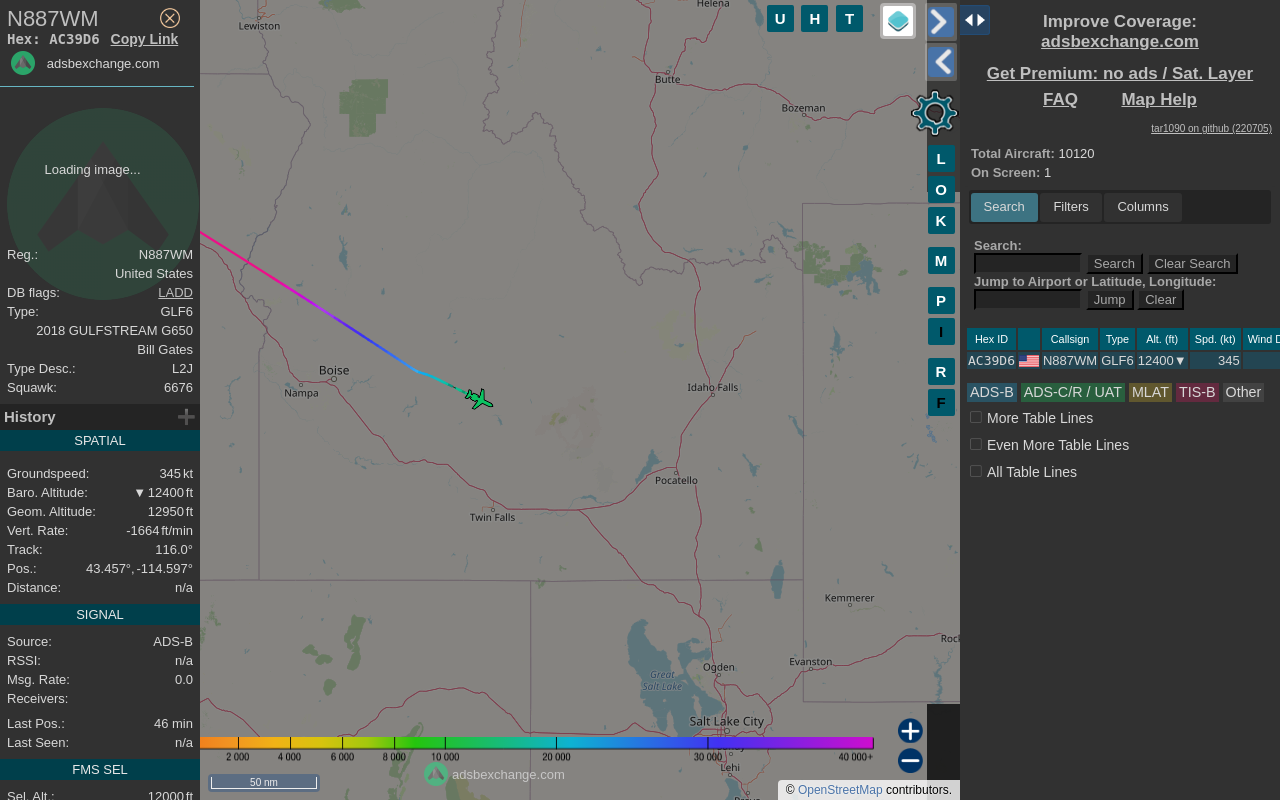 N887WM
Hex: AC39D6 Copy Link
adsbexchange.com
Loading image...
Reg.: N887WM
United States
DB flags: LADD
Type: GLF6
2018 GULFSTREAM G650
Bill Gates
Type Desc.: L2J
Squawk: 6676
History
SPATIAL
Groundspeed: 345 kt
Baro. Altitude: ▼ 12400 ft
Geom. Altitude: 12950 ft
Vert. Rate: -1664 ft/min
Track: 116.0°
Pos.: 43.457°, -114.597°
Distance: n/a
SIGNAL
Source: ADS-B
RSSI: n/a
Msg. Rate: 0.0
Receivers:
Last Pos.: 46 min
Last Seen: n/a
FMS SEL
Sel. Alt.: 12000 ft
Lewiston
Helena
Butte
Bozeman
Boise
Nampa
Idaho Falls
Pocatello
Twin Falls
Kemmerer
Rock
Evanston
Ogden
Great
Salt Lake
Salt Lake City
Lehi
Provo
2 000 4 000 6 000 8 000 10 000 20 000 30 000 40 000+
50 nm
adsbexchange.com
© OpenStreetMap contributors.
U H T
L
O
K
M
P
I
R
F
Improve Coverage:
adsbexchange.com
Get Premium: no ads / Sat. Layer
FAQ Map Help
tar1090 on github (220705)
Total Aircraft: 10120
On Screen: 1
Search Filters Columns
Search:
Search Clear Search
Jump to Airport or Latitude, Longitude:
Jump Clear
Hex ID Callsign Type Alt. (ft) Spd. (kt) Wind D
AC39D6 N887WM GLF6 12400▼ 345
ADS-B ADS-C/R / UAT MLAT TIS-B Other
More Table Lines
Even More Table Lines
All Table Lines